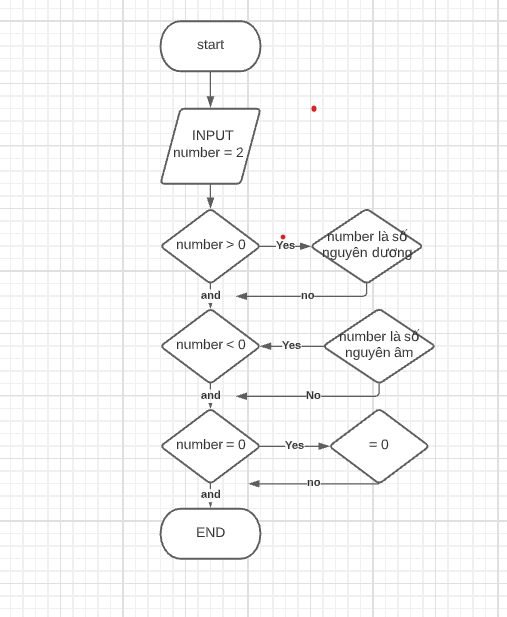 start
INPUT
number = 2
number > 0
Yes
number là số
nguyên dương
and
no
number < 0
Yes
number là số
nguyên âm
and
No
number = 0
Yes
= 0
and
no
END